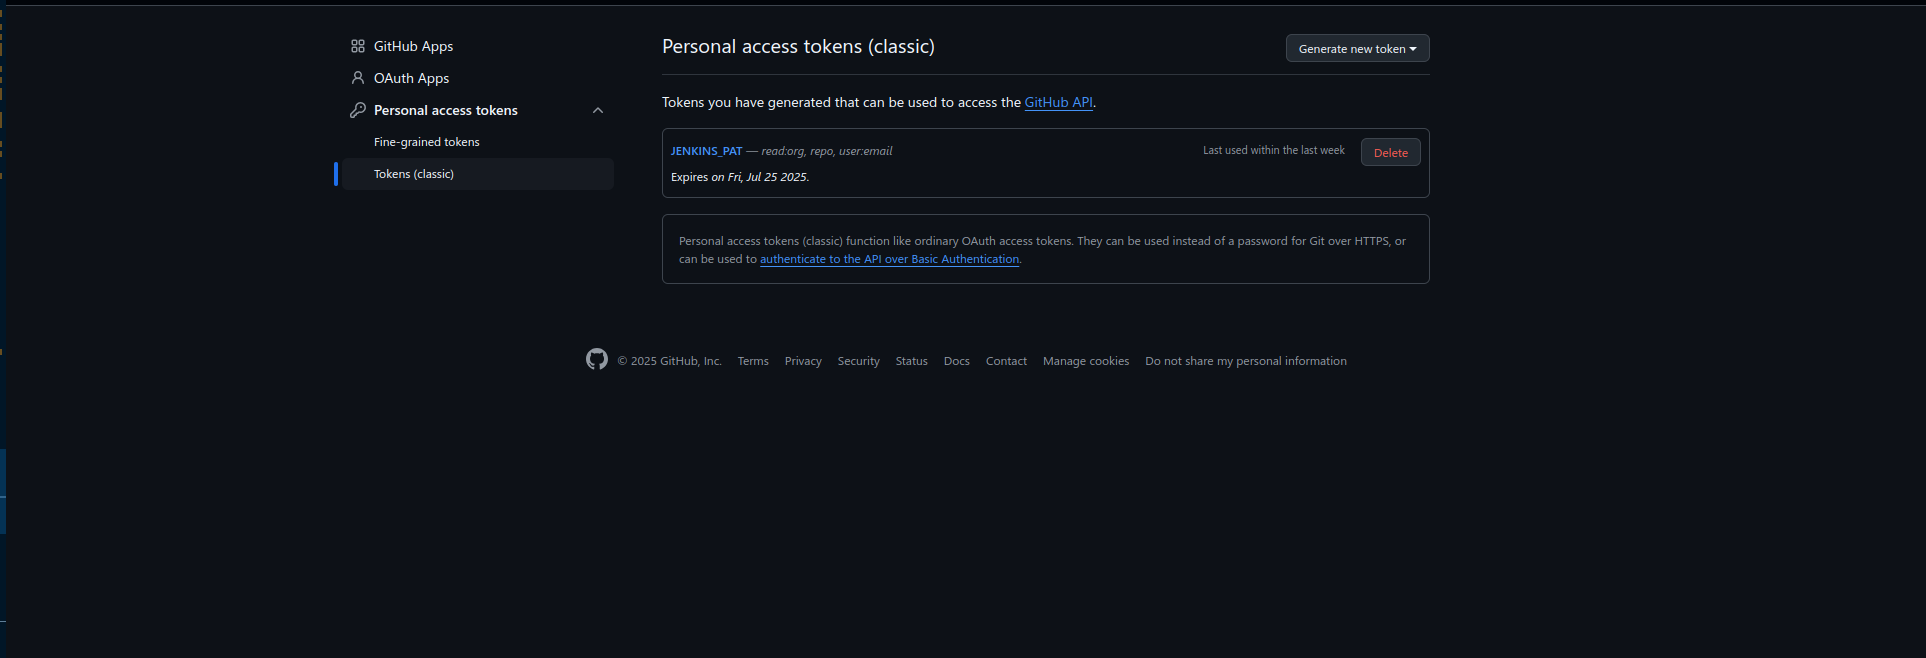 GitHub Apps
OAuth Apps
Personal access tokens
Fine-grained tokens
Tokens (classic)
Personal access tokens (classic)
Generate new token
Tokens you have generated that can be used to access the GitHub API.
JENKINS_PAT — read:org, repo, user:email
Last used within the last week
Delete
Expires on Fri, Jul 25 2025.
Personal access tokens (classic) function like ordinary OAuth access tokens. They can be used instead of a password for Git over HTTPS, or
can be used to authenticate to the API over Basic Authentication.
© 2025 GitHub, Inc. Terms Privacy Security Status Docs Contact Manage cookies Do not share my personal information